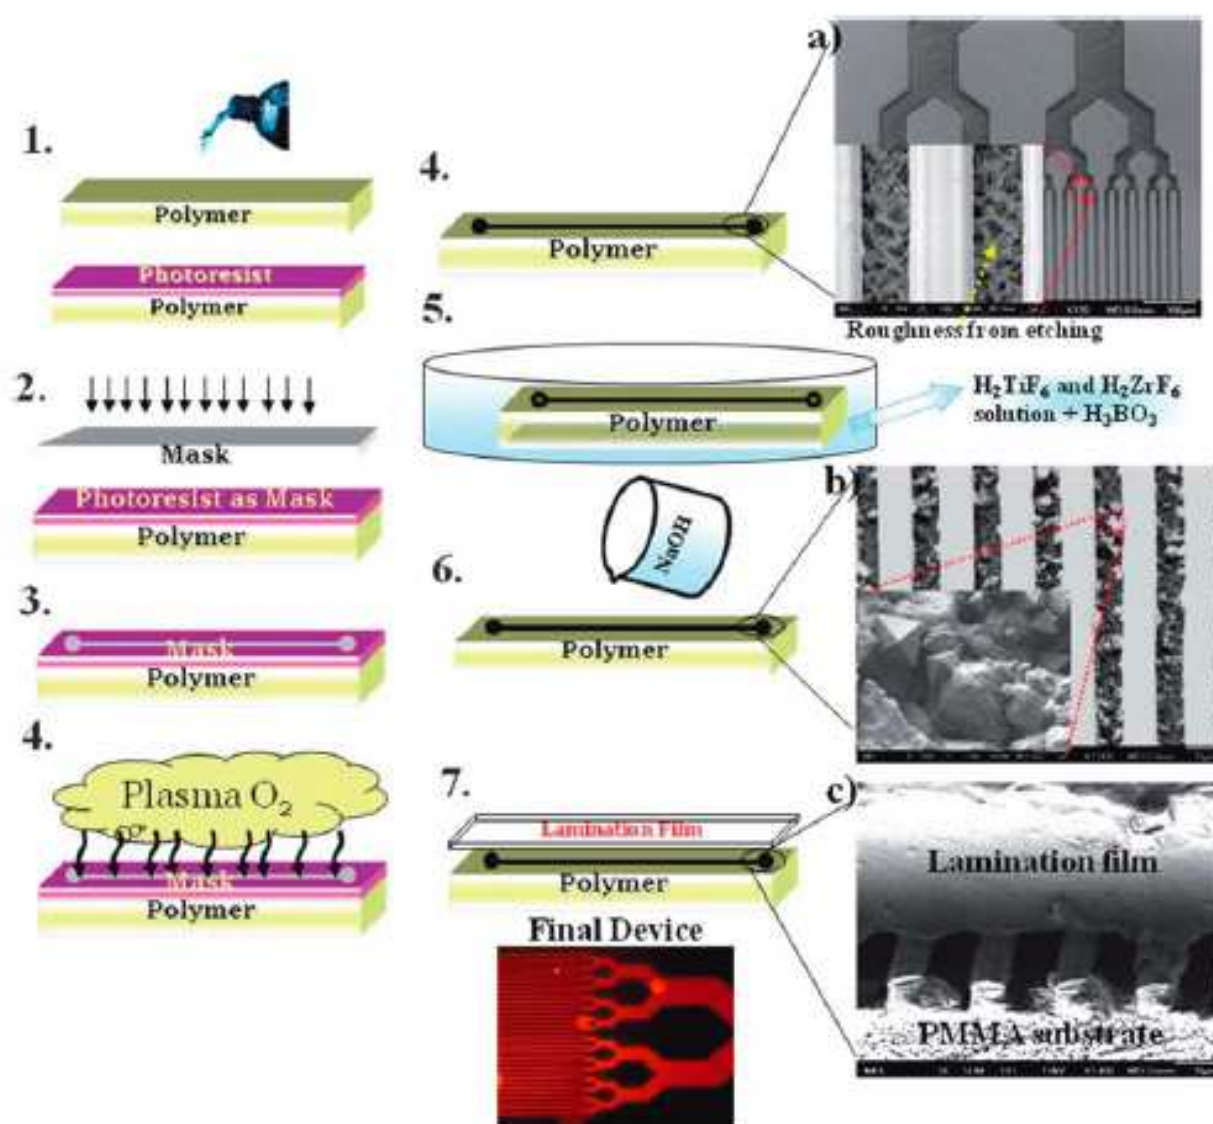 1.
Polymer
Photoresist
Polymer
2.
Mask
Photoresist as Mask
Polymer
3.
Mask
Polymer
4.
Plasma O₂
Mask
Polymer
4.
Polymer
a)
Roughness from etching
5.
Polymer
H₂TiF₆ and H₂ZrF₆
solution + H₃BO₃
NaOH
6.
Polymer
b)
7.
Lamination Film
Polymer
Final Device
c)
Lamination film
PMMA substrate